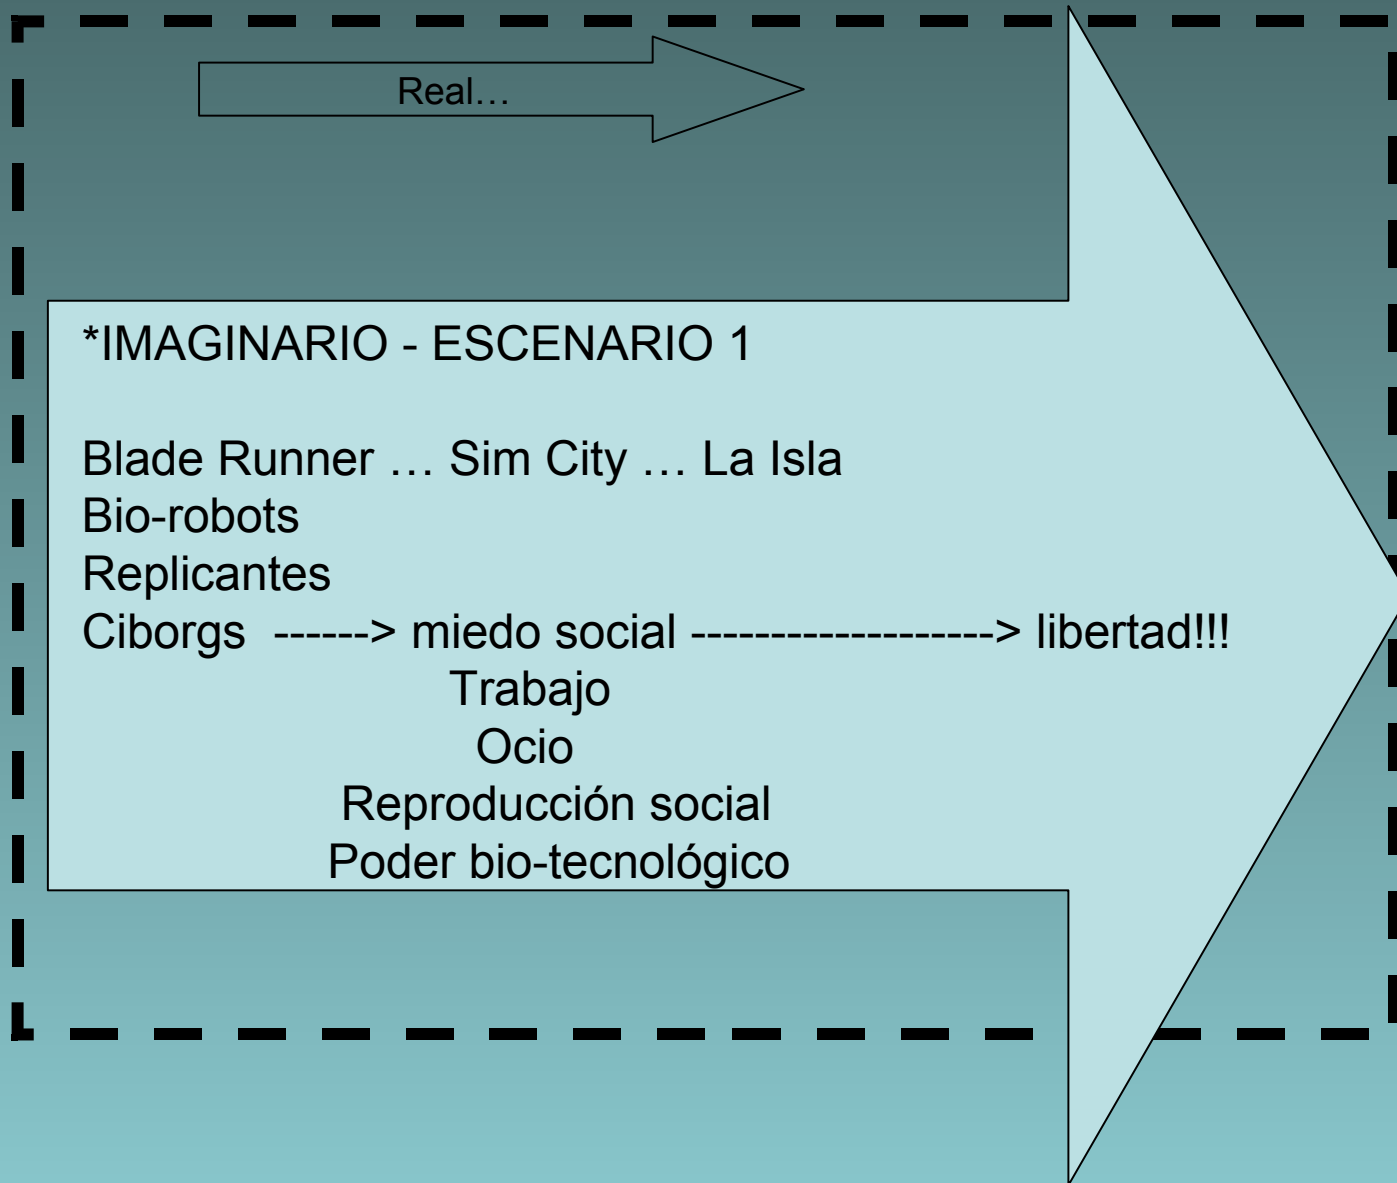 Real…
*IMAGINARIO - ESCENARIO 1
Blade Runner … Sim City … La Isla
Bio-robots
Replicantes
Ciborgs ------> miedo social -------------------> libertad!!!
Trabajo
Ocio
Reproducción social
Poder bio-tecnológico